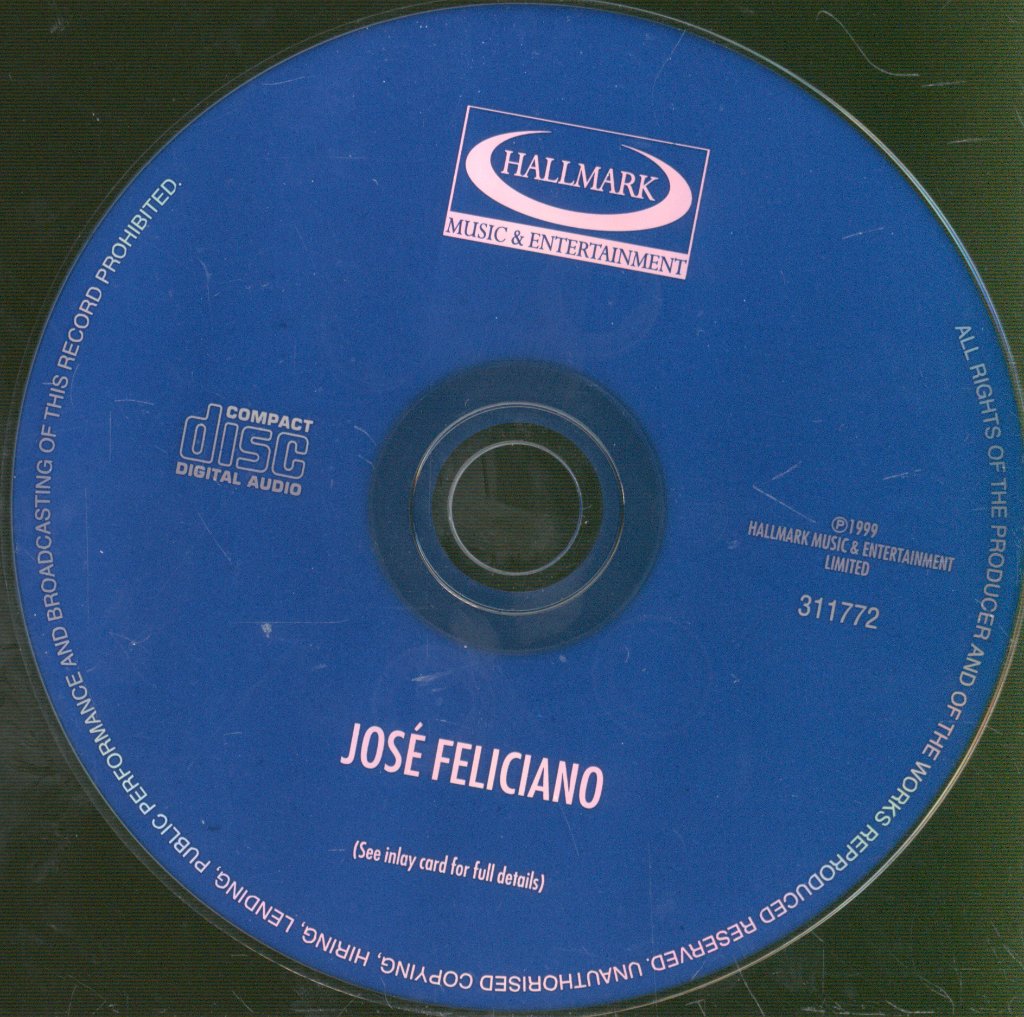 HALLMARK
MUSIC & ENTERTAINMENT
COMPACT
disc
DIGITAL AUDIO
℗1999
HALLMARK MUSIC & ENTERTAINMENT
LIMITED
311772
JOSÉ FELICIANO
(See inlay card for full details)
ALL RIGHTS OF THE PRODUCER AND OF THE WORKS REPRODUCED RESERVED. UNAUTHORISED COPYING, HIRING, LENDING, PUBLIC PERFORMANCE AND BROADCASTING OF THIS RECORD PROHIBITED.